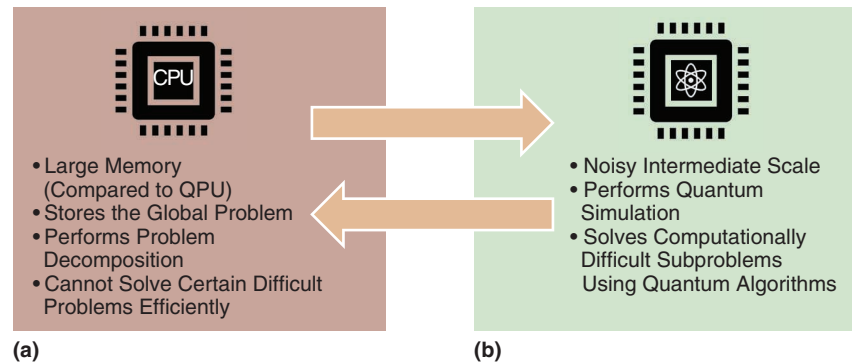 CPU
• Large Memory
(Compared to QPU)
• Stores the Global Problem
• Performs Problem
Decomposition
• Cannot Solve Certain Difficult
Problems Efficiently
(a)
• Noisy Intermediate Scale
• Performs Quantum
Simulation
• Solves Computationally
Difficult Subproblems
Using Quantum Algorithms
(b)